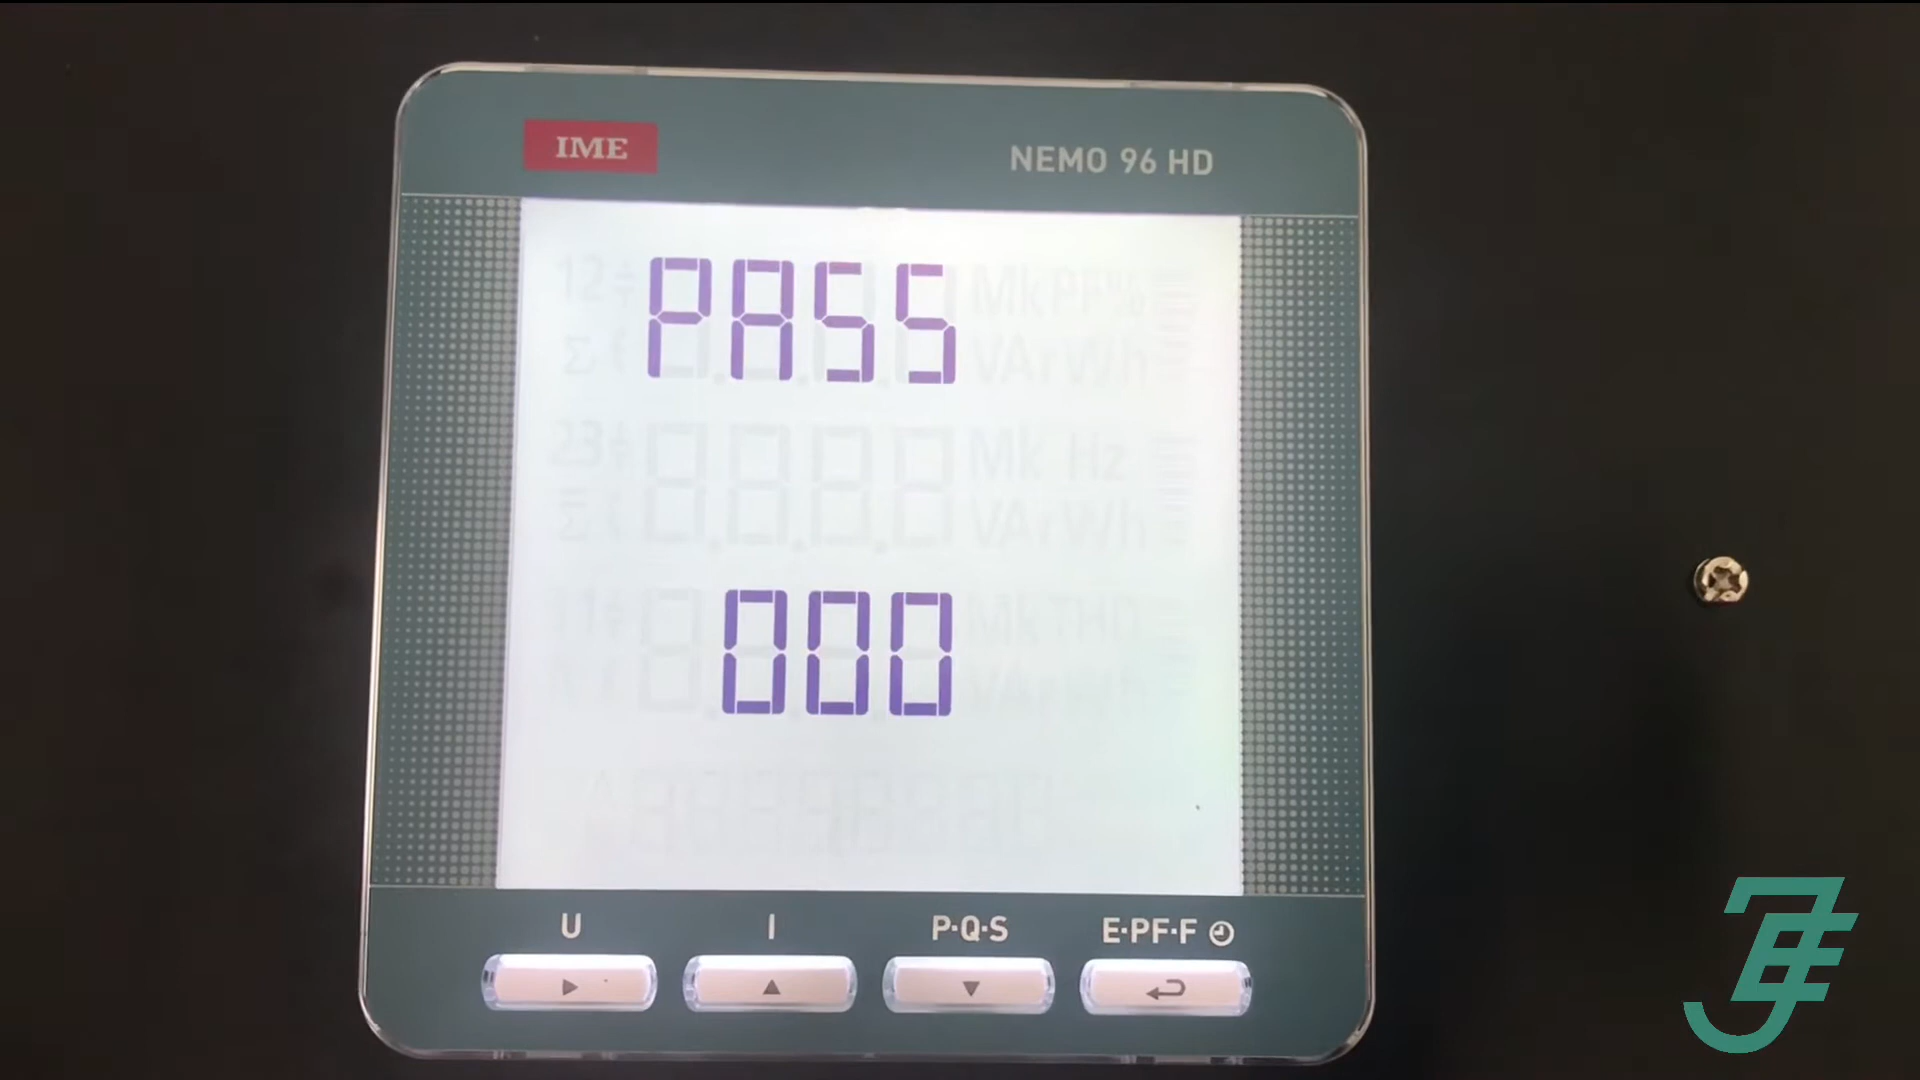 IME
NEMO 96 HD
PASS
000
U I P·Q·S E·PF·F